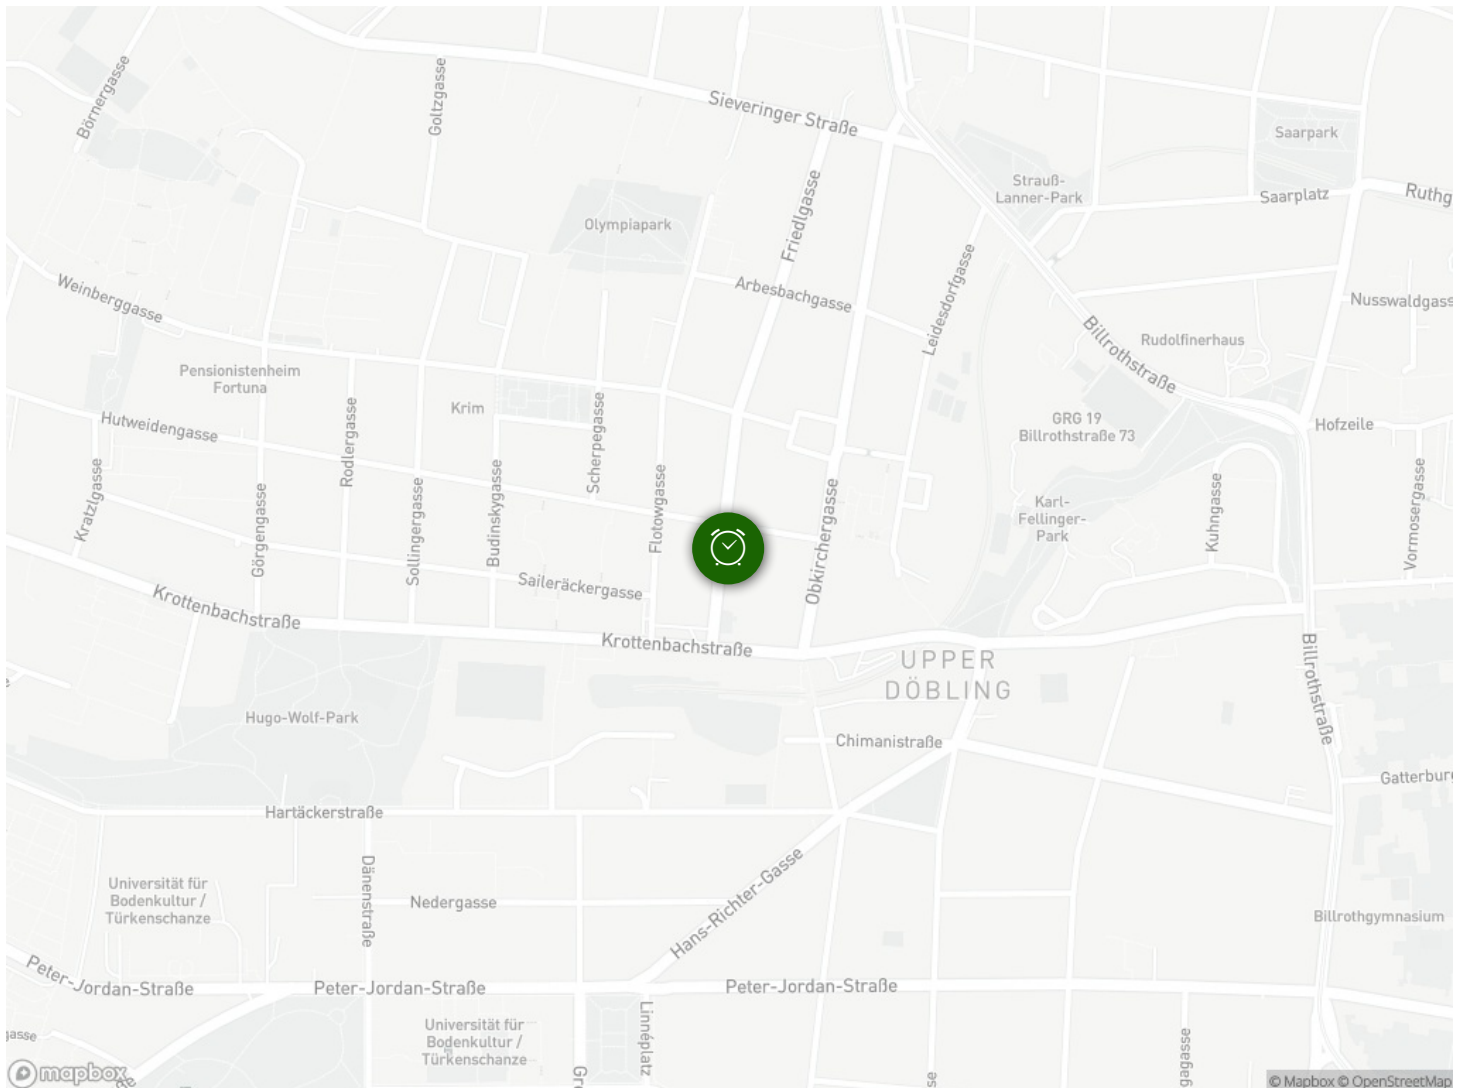 Börnergasse
Goltzgasse
Sieveringer Straße
Saarpark
Strauß-
Lanner-Park
Saarplatz
Ruthg
Olympiapark
Friedlgasse
Arbesbachgasse
Leidesdorfgasse
Weinberggasse
Nusswaldgass
Billrothstraße
Rudolfinerhaus
Pensionistenheim
Fortuna
Krim
Hutweidengasse
Rodlergasse
Scherpegasse
GRG 19
Billrothstraße 73
Hofzeile
Kratzlgasse
Görgengasse
Sollingergasse
Budinskygasse
Flotowgasse
Obkirchergasse
Karl-
Fellinger-
Park
Kuhngasse
Vormosergasse
Saileräckergasse
Krottenbachstraße
Krottenbachstraße
UPPER
DÖBLING
Billrothstraße
Hugo-Wolf-Park
Chimanistraße
Gatterburg
Hartäckerstraße
Dänenstraße
Universität für
Bodenkultur /
Türkenschanze
Nedergasse
Hans-Richter-Gasse
Billrothgymnasium
Peter-Jordan-Straße
Peter-Jordan-Straße
Peter-Jordan-Straße
Universität für
Bodenkultur /
Türkenschanze
Linnéplatz
gasse
Gre
se
gagasse
mapbox
© Mapbox © OpenStreetMap